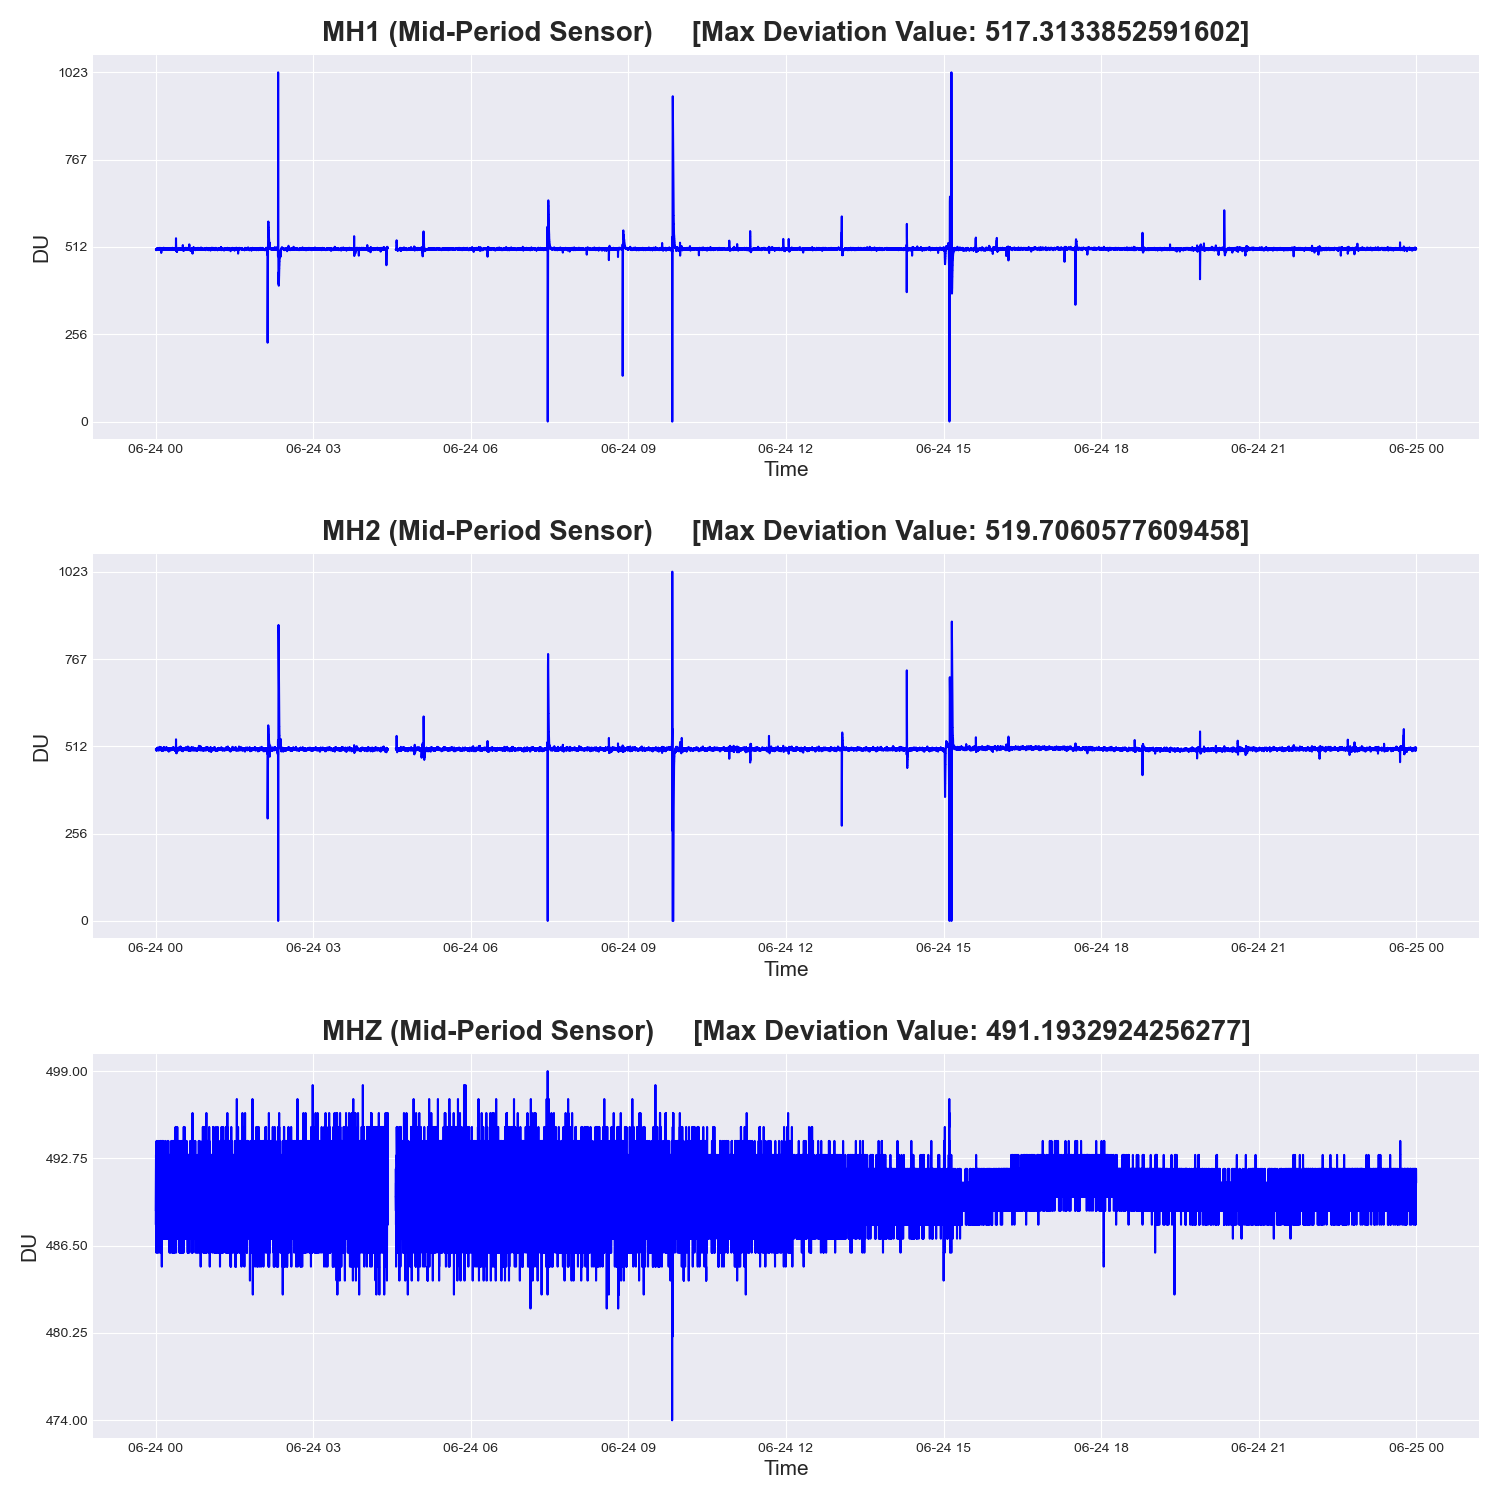 MH1 (Mid-Period Sensor) [Max Deviation Value: 517.3133852591602]
1023
767
512
256
0
DU
06-24 00 06-24 03 06-24 06 06-24 09 06-24 12 06-24 15 06-24 18 06-24 21 06-25 00
Time
MH2 (Mid-Period Sensor) [Max Deviation Value: 519.7060577609458]
1023
767
512
256
0
DU
06-24 00 06-24 03 06-24 06 06-24 09 06-24 12 06-24 15 06-24 18 06-24 21 06-25 00
Time
MHZ (Mid-Period Sensor) [Max Deviation Value: 491.1932924256277]
499.00
492.75
486.50
480.25
474.00
DU
06-24 00 06-24 03 06-24 06 06-24 09 06-24 12 06-24 15 06-24 18 06-24 21 06-25 00
Time